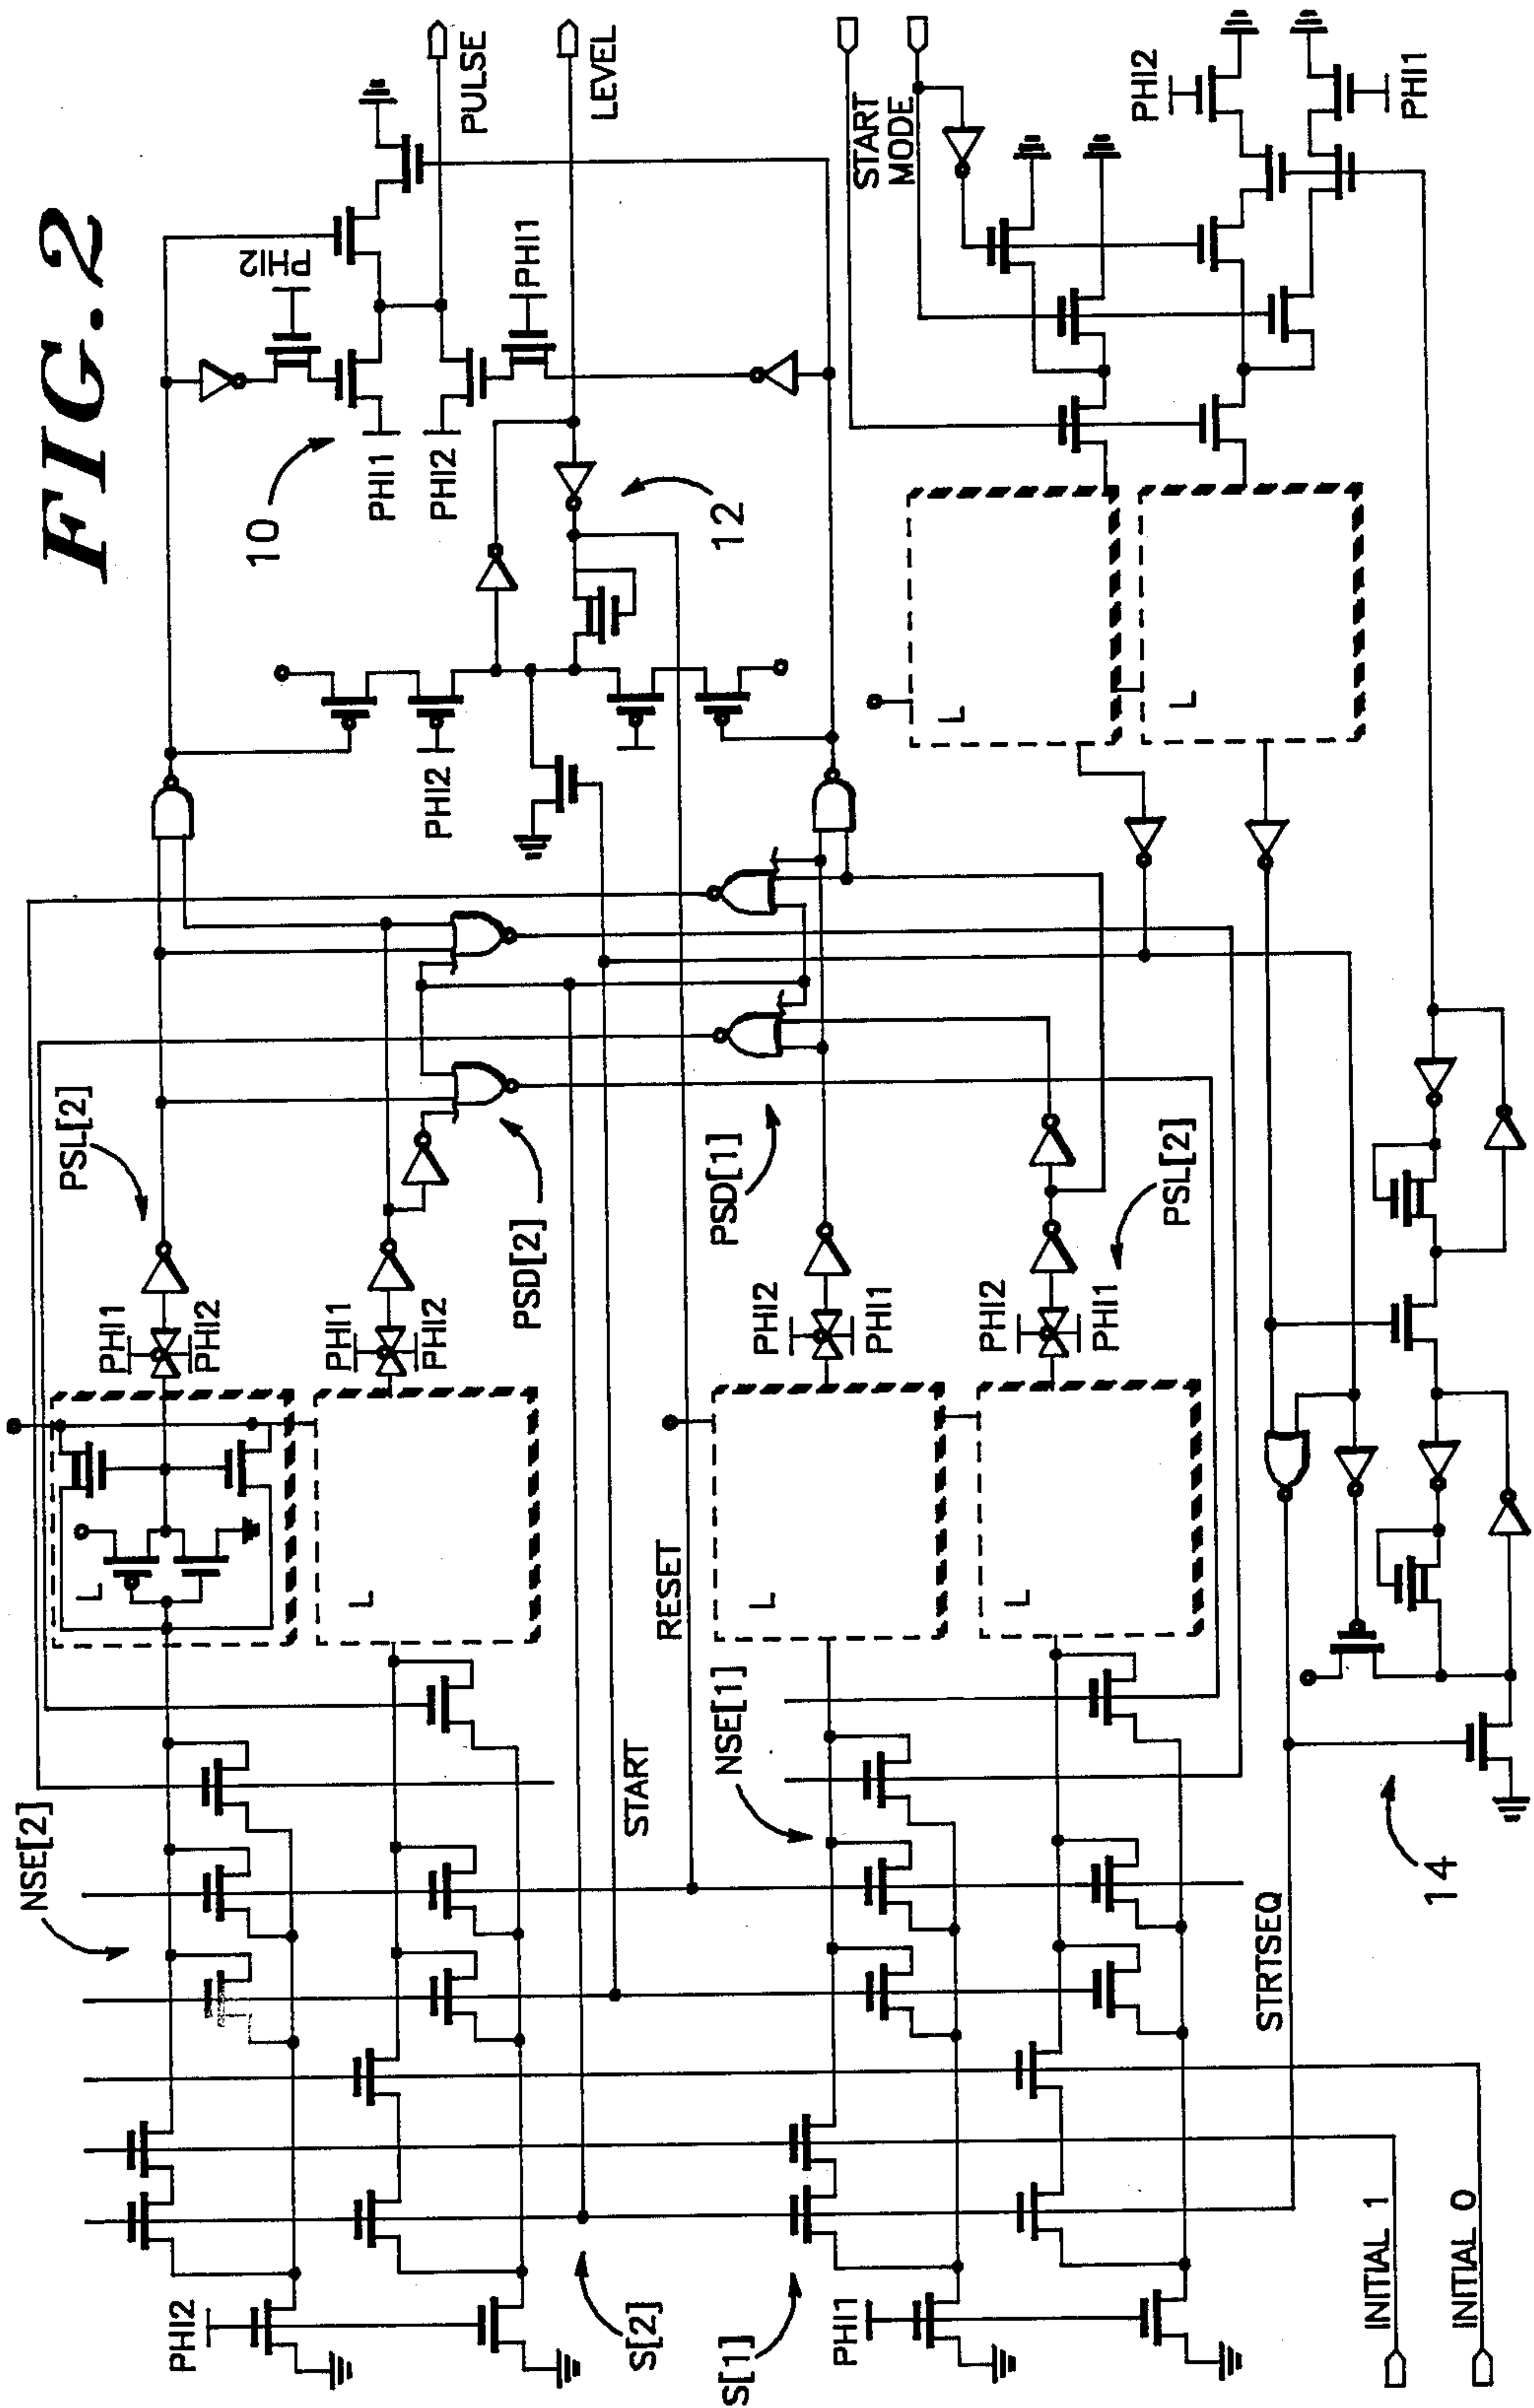 FIG. 2
PULSE
LEVEL
START
MODE
PHI2
PHI1
PHI2
PHI1
10
PHI1
PHI2
12
PHI2
L
L
PSL[2]
PHI1
PHI2
PHI1
PHI2
PSD[2]
PSD[1]
PHI2
PHI1
PHI2
PHI1
PSL[2]
L
L
RESET
L
L
NSE[2]
START
NSE[1]
STRTSEQ
14
PHI2
S[2]
S[1]
PHI1
INITIAL 1
INITIAL 0